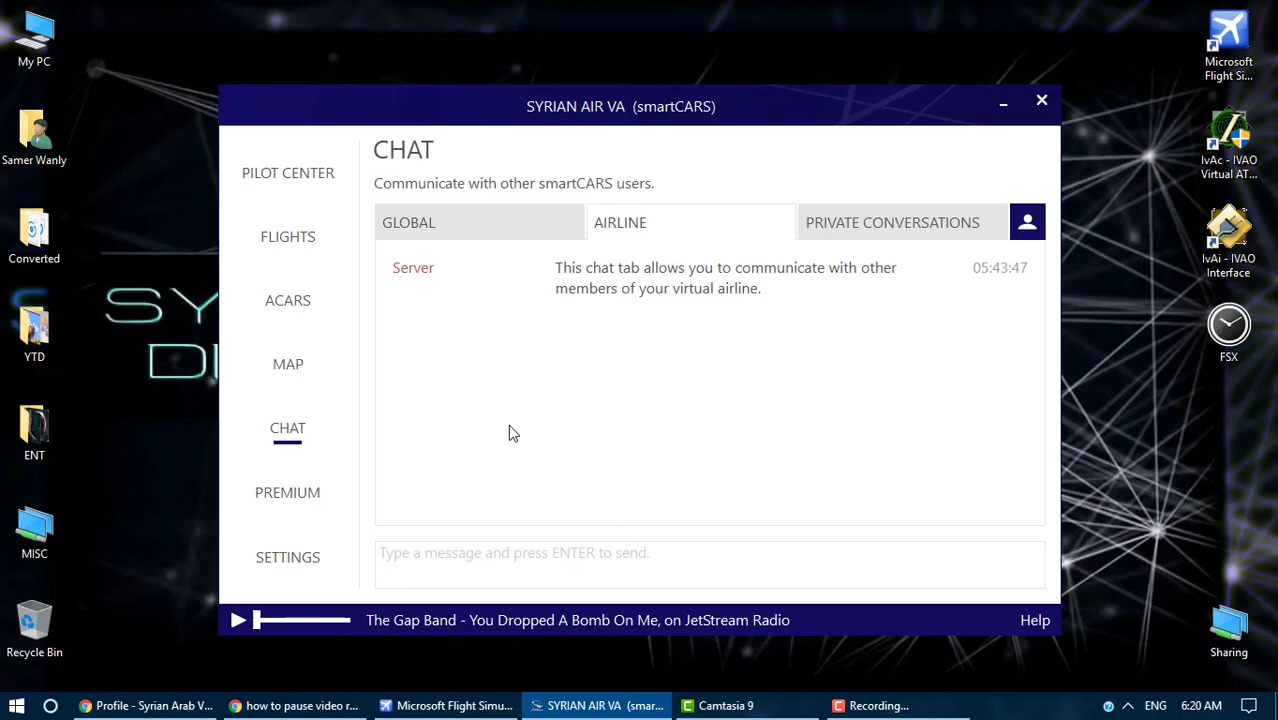 My PC
Samer Wanly
Converted
YTD
ENT
MISC
Recycle Bin
SY
DI
SYRIAN AIR VA (smartCARS)
PILOT CENTER
FLIGHTS
ACARS
MAP
CHAT
PREMIUM
SETTINGS
CHAT
Communicate with other smartCARS users.
GLOBAL
AIRLINE
PRIVATE CONVERSATIONS
Server
This chat tab allows you to communicate with other
members of your virtual airline.
05:43:47
Type a message and press ENTER to send.
The Gap Band - You Dropped A Bomb On Me, on JetStream Radio
Help
Microsoft
Flight Si...
IvAc - IVAO
Virtual AT...
IvAi - IVAO
Interface
FSX
Sharing
Profile - Syrian Arab V...
how to pause video r...
Microsoft Flight Simu...
SYRIAN AIR VA (smar...
Camtasia 9
Recording...
ENG
6:20 AM